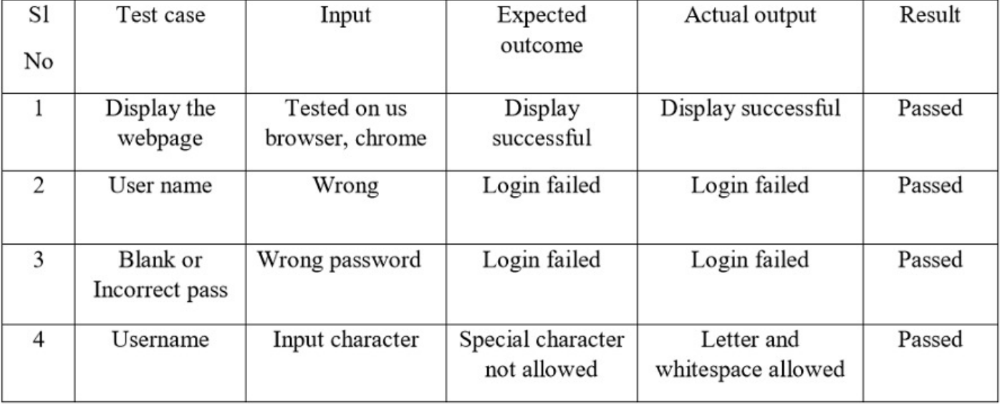 Sl No Test case Input Expected outcome Actual output Result
1 Display the webpage Tested on us browser, chrome Display successful Display successful Passed
2 User name Wrong Login failed Login failed Passed
3 Blank or Incorrect pass Wrong password Login failed Login failed Passed
4 Username Input character Special character not allowed Letter and whitespace allowed Passed